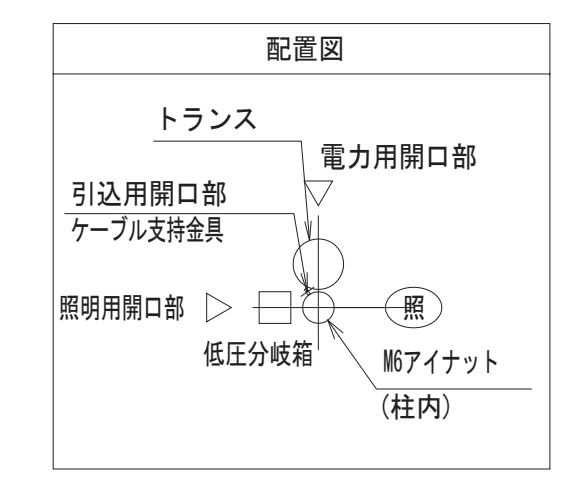 配置図
トランス
電力用開口部
引込用開口部
ケーブル支持金具
照明用開口部
照
低圧分岐箱
M6アイナット
(柱内)